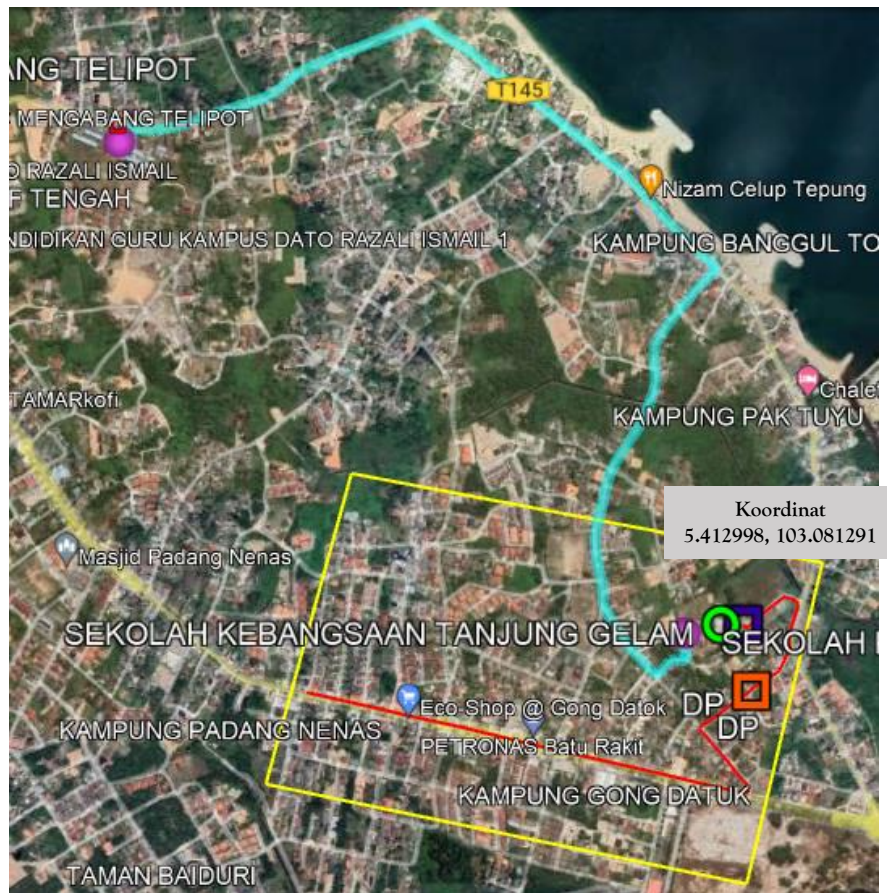 ANG TELIPOT
MENGABANG TELIPOT
O RAZALI ISMAIL
F TENGAH
NDIDIKAN GURU KAMPUS DATO RAZALI ISMAIL 1
T145
Nizam Celup Tepung
KAMPUNG BANGGUL TO
TAMARkofi
Chalet
KAMPUNG PAK TUYU
Koordinat
5.412998, 103.081291
Masjid Padang Nenas
SEKOLAH KEBANGSAAN TANJUNG GELAM
SEKOLAH
Eco-Shop @ Gong Datok
DP
DP
KAMPUNG PADANG NENAS
PETRONAS Batu Rakit
KAMPUNG GONG DATUK
TAMAN BAIDURI